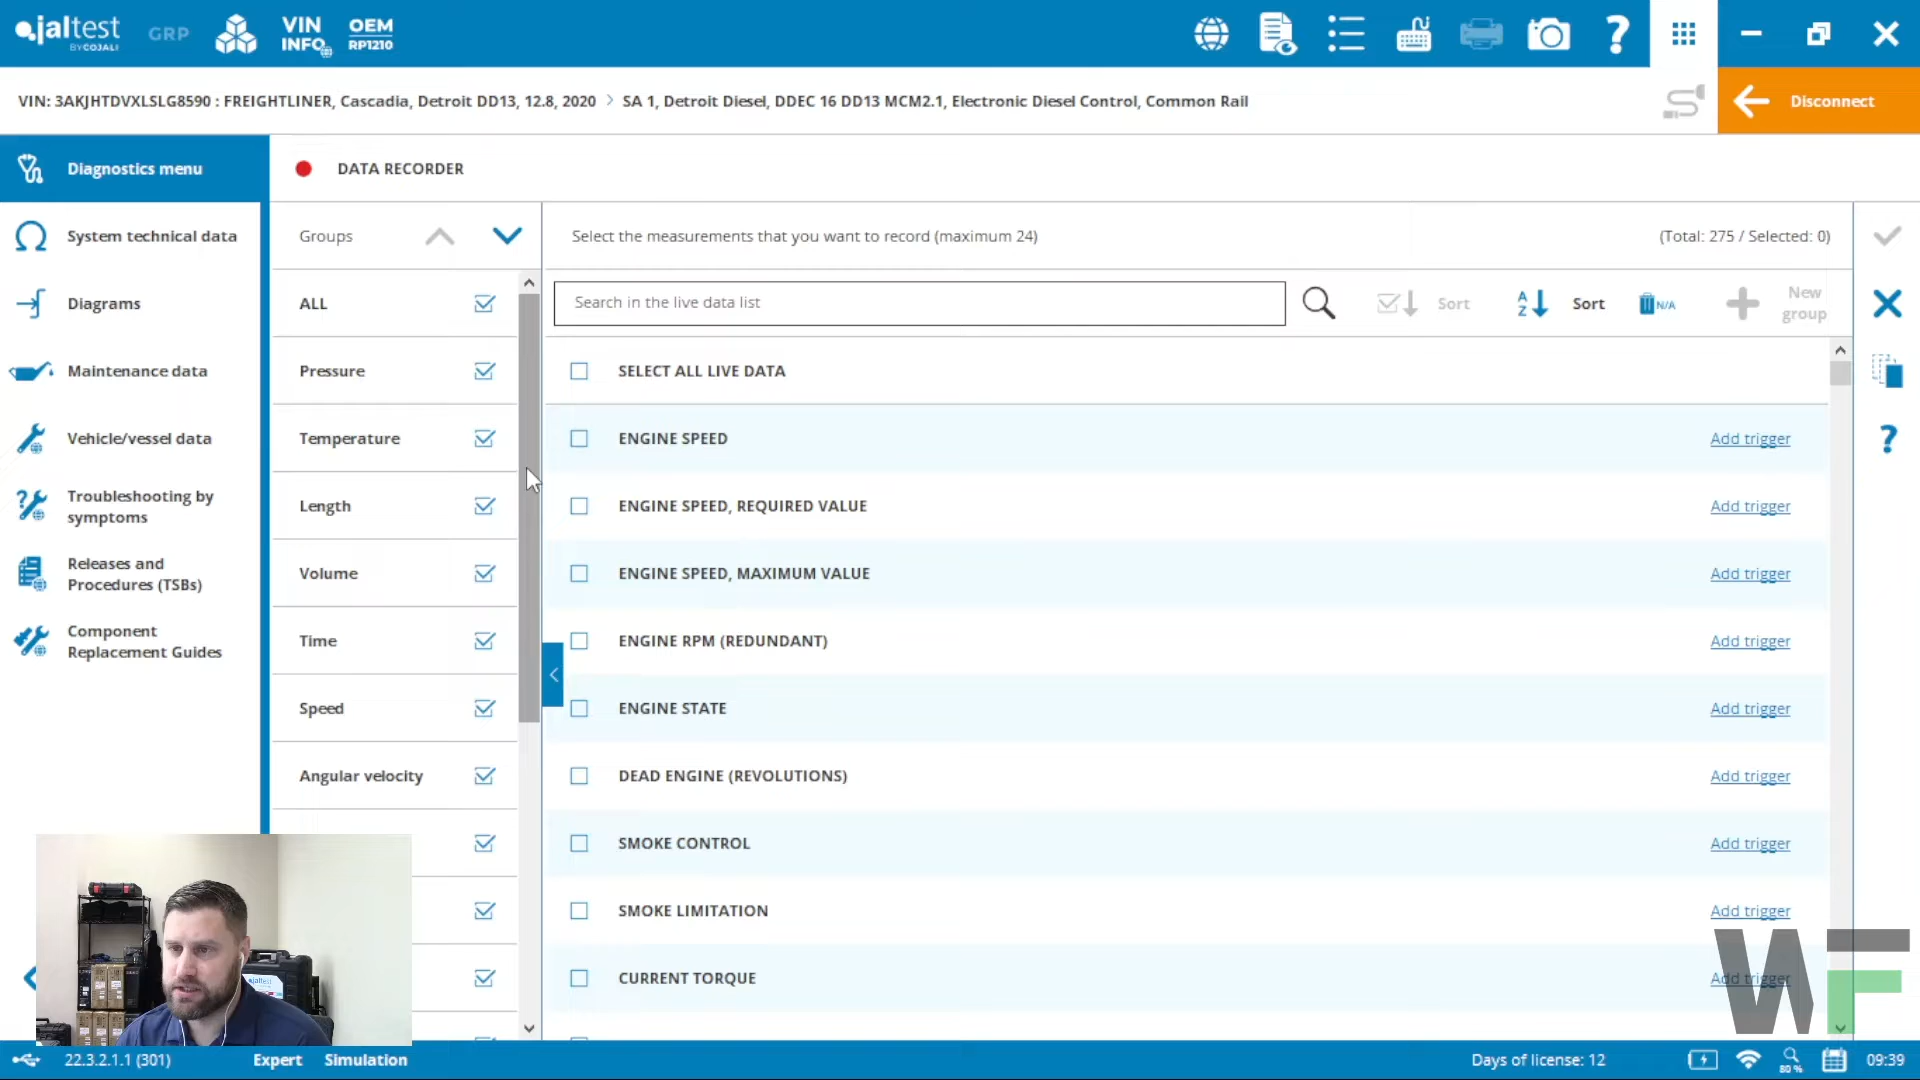 jaltest
BY COJALI
GRP
VIN
INFO
OEM
RP1210
VIN: 3AKJHTDVXLSLG8590 : FREIGHTLINER, Cascadia, Detroit DD13, 12.8, 2020 > SA 1, Detroit Diesel, DDEC 16 DD13 MCM2.1, Electronic Diesel Control, Common Rail
Disconnect
Diagnostics menu
DATA RECORDER
System technical data
Groups
Select the measurements that you want to record (maximum 24)
(Total: 275 / Selected: 0)
Diagrams
ALL
Search in the live data list
Sort
A
Z
Sort
N/A
New
group
Maintenance data
Pressure
SELECT ALL LIVE DATA
Vehicle/vessel data
Temperature
ENGINE SPEED
Add trigger
?
Troubleshooting by
symptoms
Length
ENGINE SPEED, REQUIRED VALUE
Add trigger
Releases and
Procedures (TSBs)
Volume
ENGINE SPEED, MAXIMUM VALUE
Add trigger
Component
Replacement Guides
Time
ENGINE RPM (REDUNDANT)
Add trigger
Speed
ENGINE STATE
Add trigger
Angular velocity
DEAD ENGINE (REVOLUTIONS)
Add trigger
SMOKE CONTROL
Add trigger
SMOKE LIMITATION
Add trigger
CURRENT TORQUE
Add trigger
WF
jaltest
22.3.2.1.1 (301)
Expert
Simulation
Days of license: 12
80 %
09:39